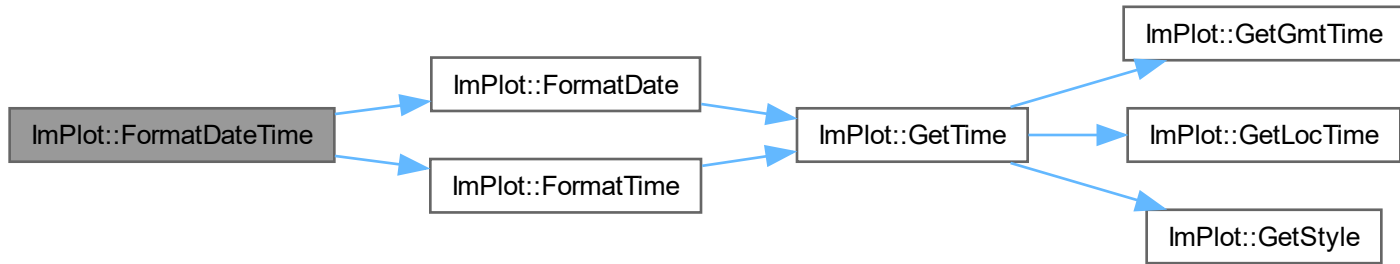 ImPlot::FormatDateTime
ImPlot::FormatDate
ImPlot::FormatTime
ImPlot::GetTime
ImPlot::GetGmtTime
ImPlot::GetLocTime
ImPlot::GetStyle